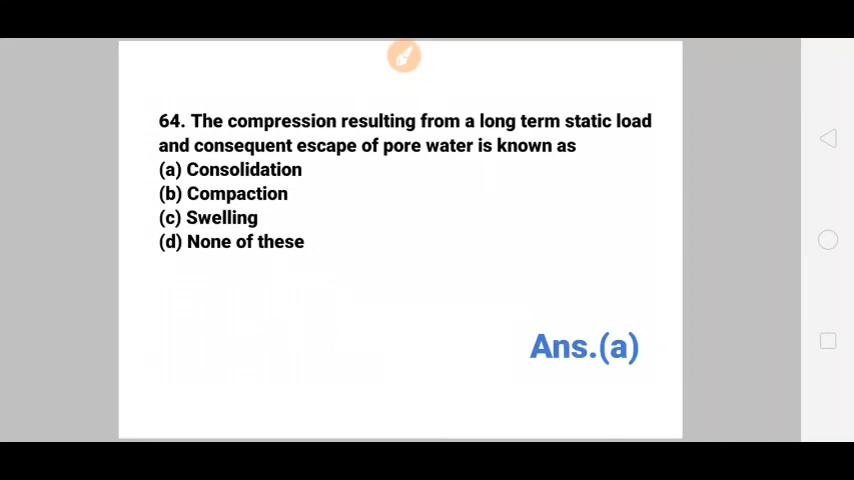 64. The compression resulting from a long term static load
and consequent escape of pore water is known as
(a) Consolidation
(b) Compaction
(c) Swelling
(d) None of these
Ans.(a)